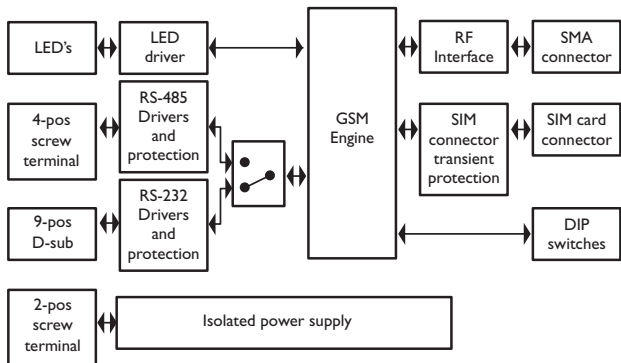 LED's
LED
driver
4-pos
screw
terminal
RS-485
Drivers
and
protection
9-pos
D-sub
RS-232
Drivers
and
protection
GSM
Engine
RF
Interface
SMA
connector
SIM
connector
transient
protection
SIM card
connector
DIP
switches
2-pos
screw
terminal
Isolated power supply